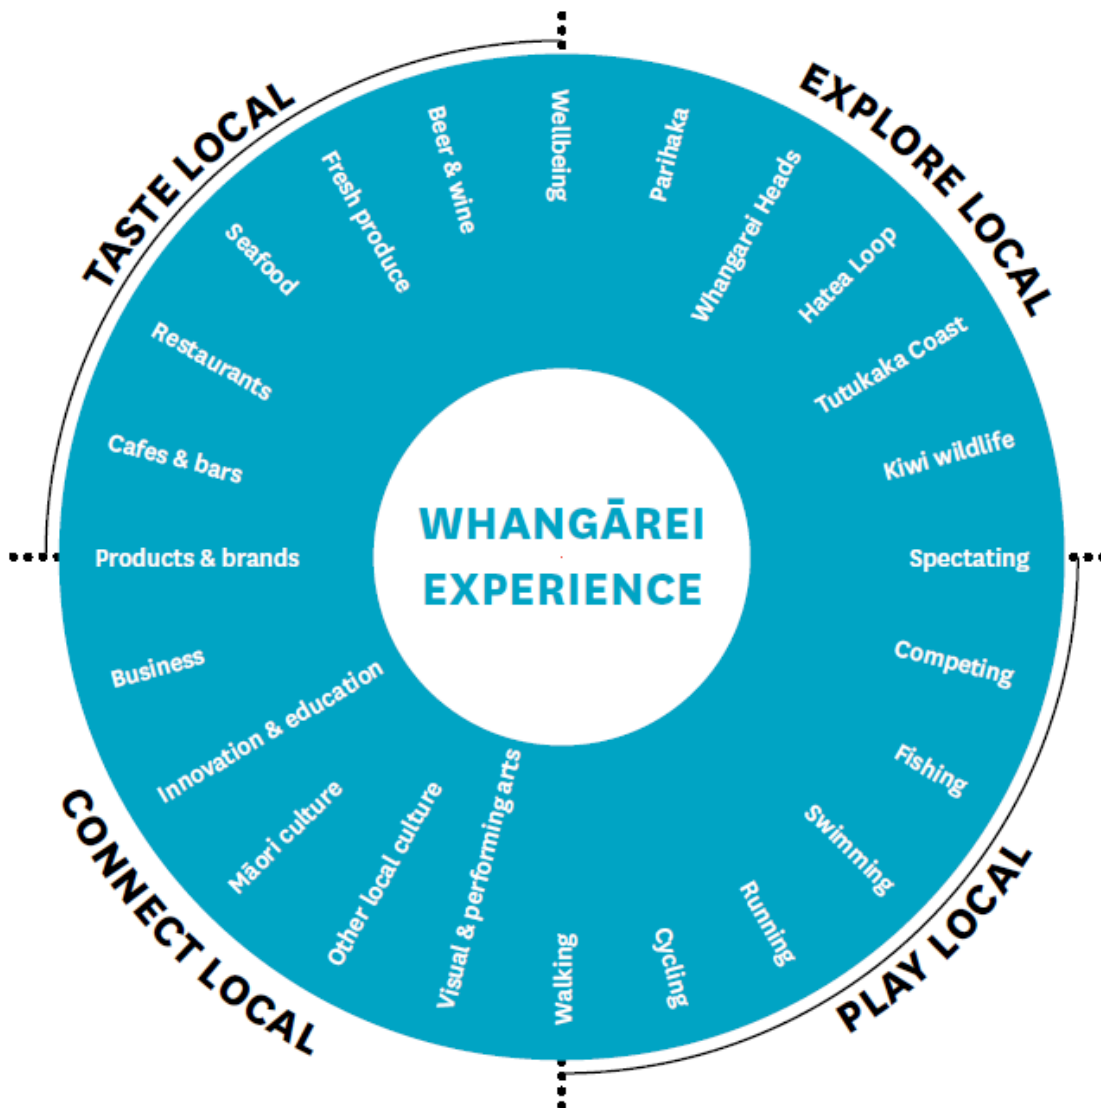 TASTE LOCAL
EXPLORE LOCAL
PLAY LOCAL
CONNECT LOCAL
WHANGĀREI
EXPERIENCE
Wellbeing
Parihaka
Whangarei Heads
Hatea Loop
Tutukaka Coast
Kiwi wildlife
Spectating
Competing
Fishing
Swimming
Running
Cycling
Walking
Visual & performing arts
Other local culture
Māori culture
Innovation & education
Business
Products & brands
Cafes & bars
Restaurants
Seafood
Fresh produce
Beer & wine